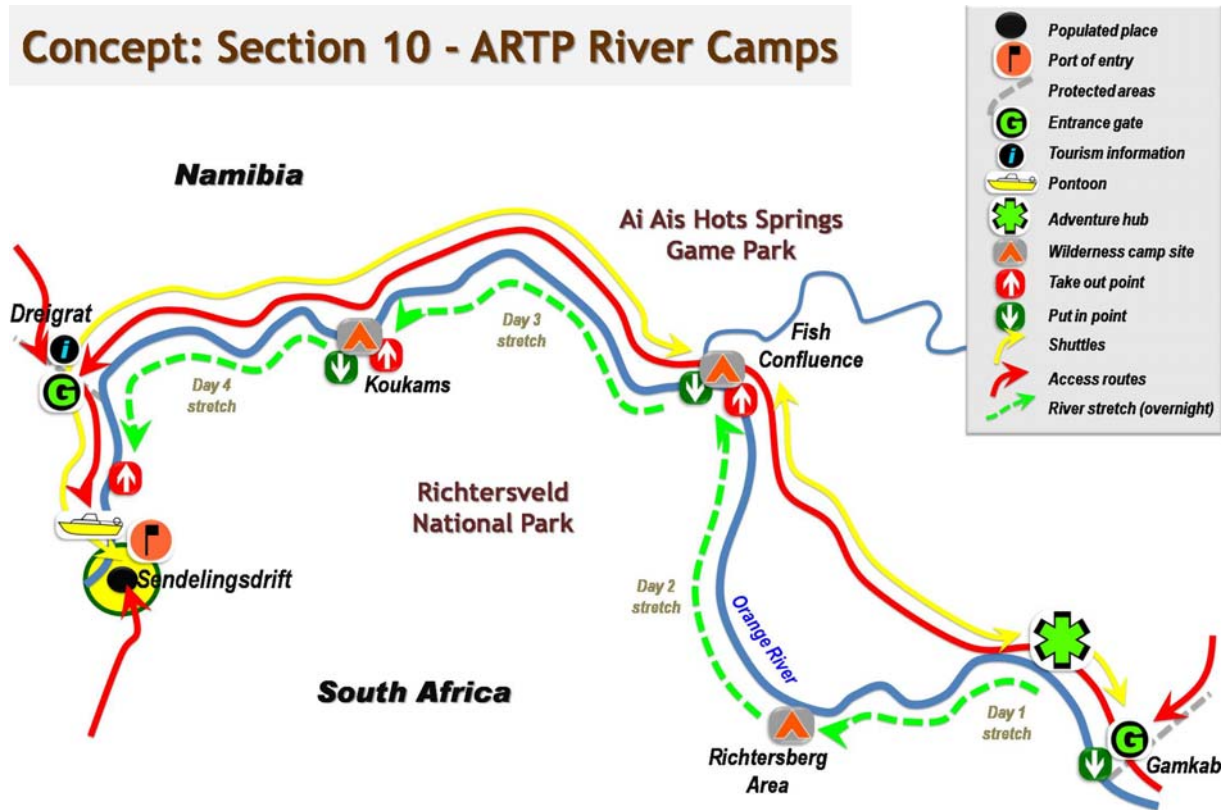 Concept: Section 10 - ARTP River Camps
Populated place
Port of entry
Protected areas
G
Entrance gate
i
Tourism information
Pontoon
Adventure hub
Wilderness camp site
Take out point
Put in point
Shuttles
Access routes
River stretch (overnight)
Namibia
Ai Ais Hots Springs
Game Park
Dreigrat
i
G
Day 3
stretch
Fish
Confluence
Koukams
Day 4
stretch
Richtersveld
National Park
Sendelingsdrift
Day 2
stretch
Orange River
South Africa
Day 1
stretch
Richtersberg
Area
G
Gamkab